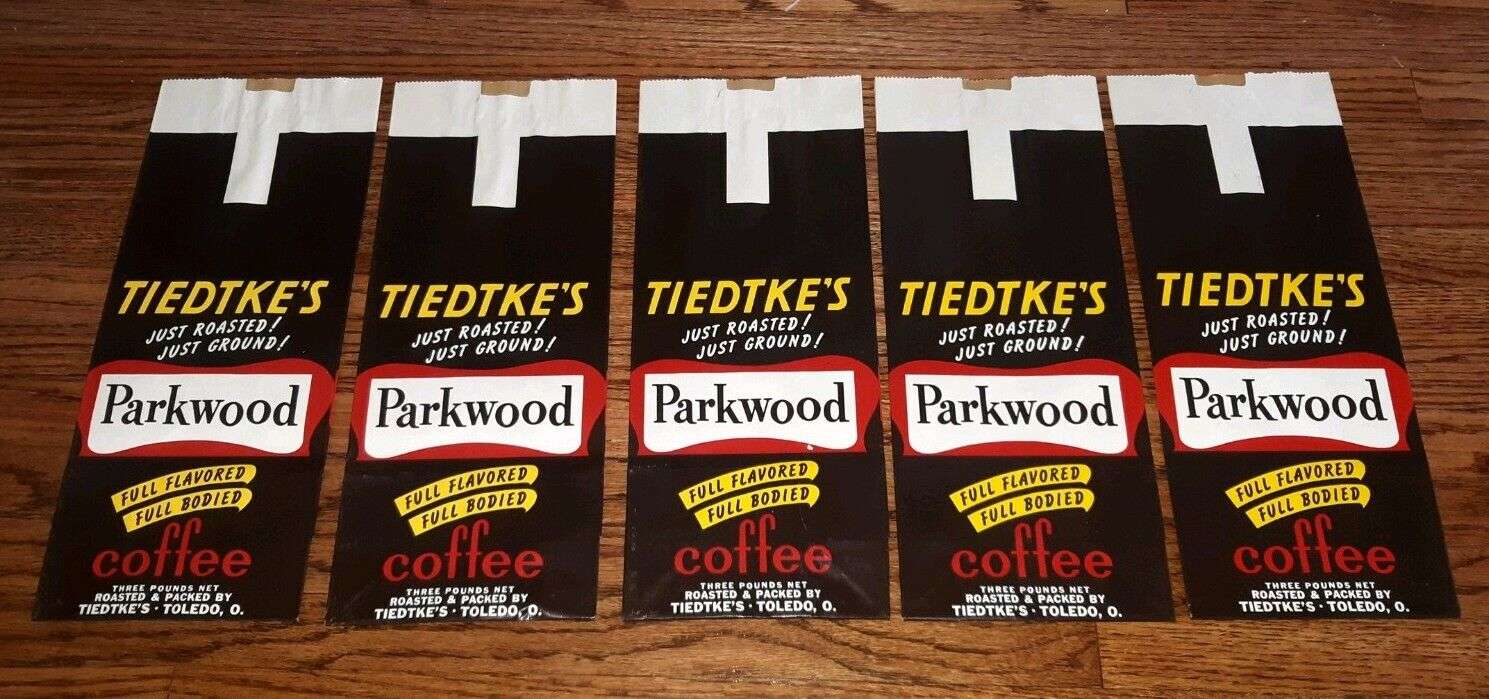 TIEDTKE'S
JUST ROASTED!
JUST GROUND!
Parkwood
FULL FLAVORED
FULL BODIED
coffee
THREE POUNDS NET
ROASTED & PACKED BY
TIEDTKE'S · TOLEDO, O.
TIEDTKE'S
JUST ROASTED!
JUST GROUND!
Parkwood
FULL FLAVORED
FULL BODIED
coffee
THREE POUNDS NET
ROASTED & PACKED BY
TIEDTKE'S · TOLEDO, O.
TIEDTKE'S
JUST ROASTED!
JUST GROUND!
Parkwood
FULL FLAVORED
FULL BODIED
coffee
THREE POUNDS NET
ROASTED & PACKED BY
TIEDTKE'S · TOLEDO, O.
TIEDTKE'S
JUST ROASTED!
JUST GROUND!
Parkwood
FULL FLAVORED
FULL BODIED
coffee
THREE POUNDS NET
ROASTED & PACKED BY
TIEDTKE'S · TOLEDO, O.
TIEDTKE'S
JUST ROASTED!
JUST GROUND!
Parkwood
FULL FLAVORED
FULL BODIED
coffee
THREE POUNDS NET
ROASTED & PACKED BY
TIEDTKE'S · TOLEDO, O.